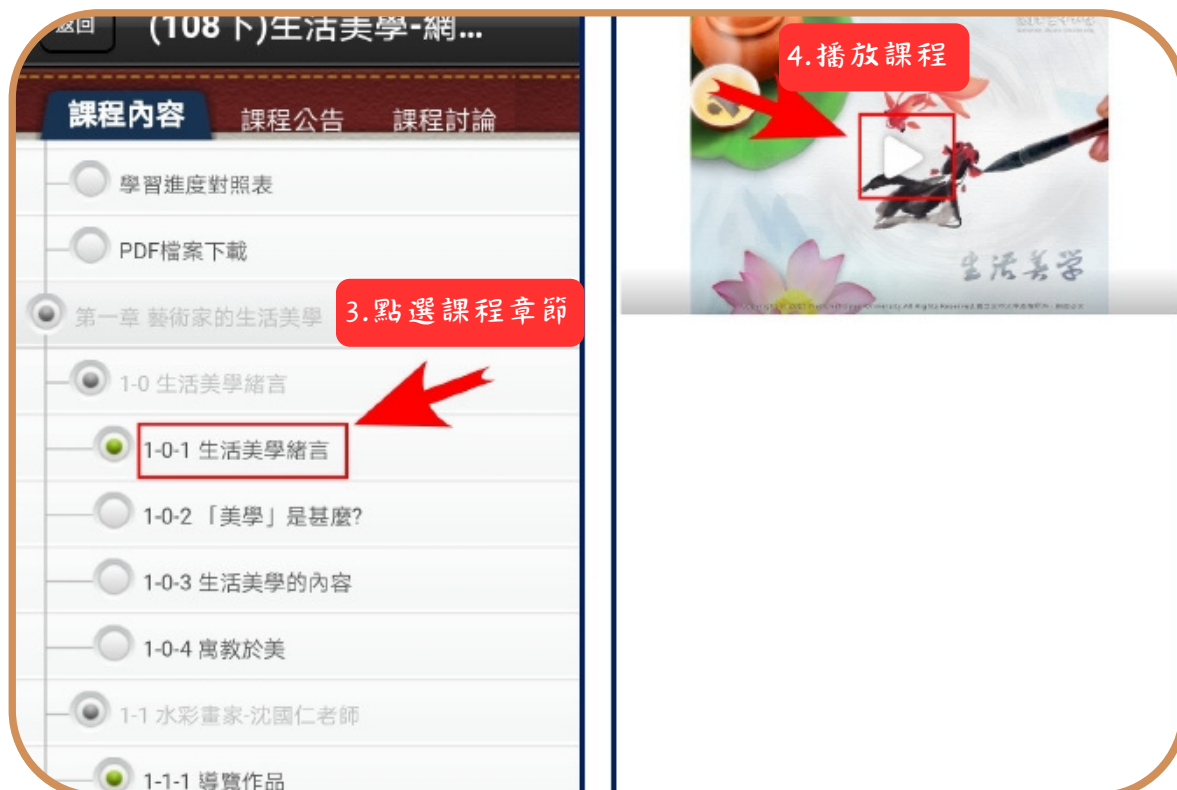 返回
(108下)生活美學-網...
課程內容
課程公告
課程討論
學習進度對照表
PDF檔案下載
第一章 藝術家的生活美學
3.點選課程章節
1-0 生活美學緒言
1-0-1 生活美學緒言
1-0-2 「美學」是甚麼?
1-0-3 生活美學的內容
1-0-4 寓教於美
1-1 水彩畫家-沈國仁老師
1-1-1 導覽作品
4.播放課程
生活美学